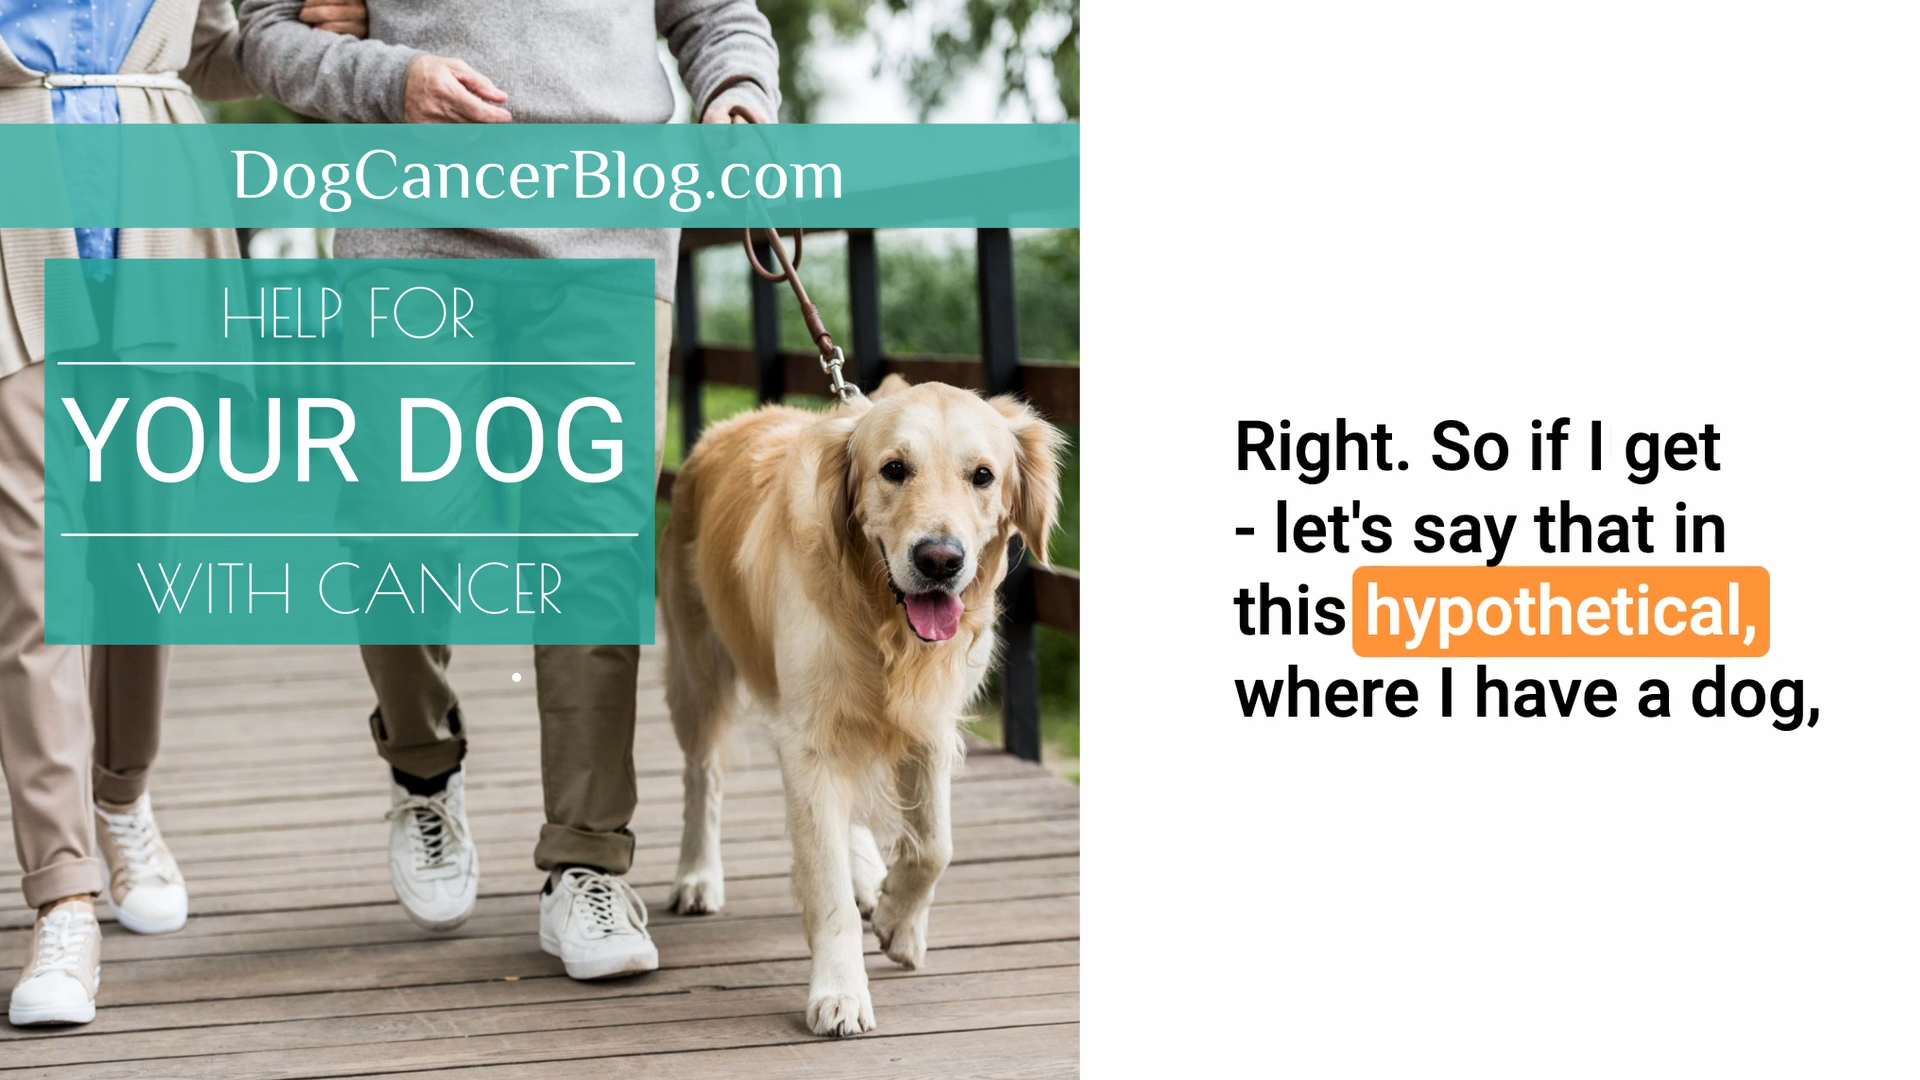 DogCancerBlog.com
HELP FOR
YOUR DOG
WITH CANCER
Right. So if I get
- let's say that in
this hypothetical,
where I have a dog,